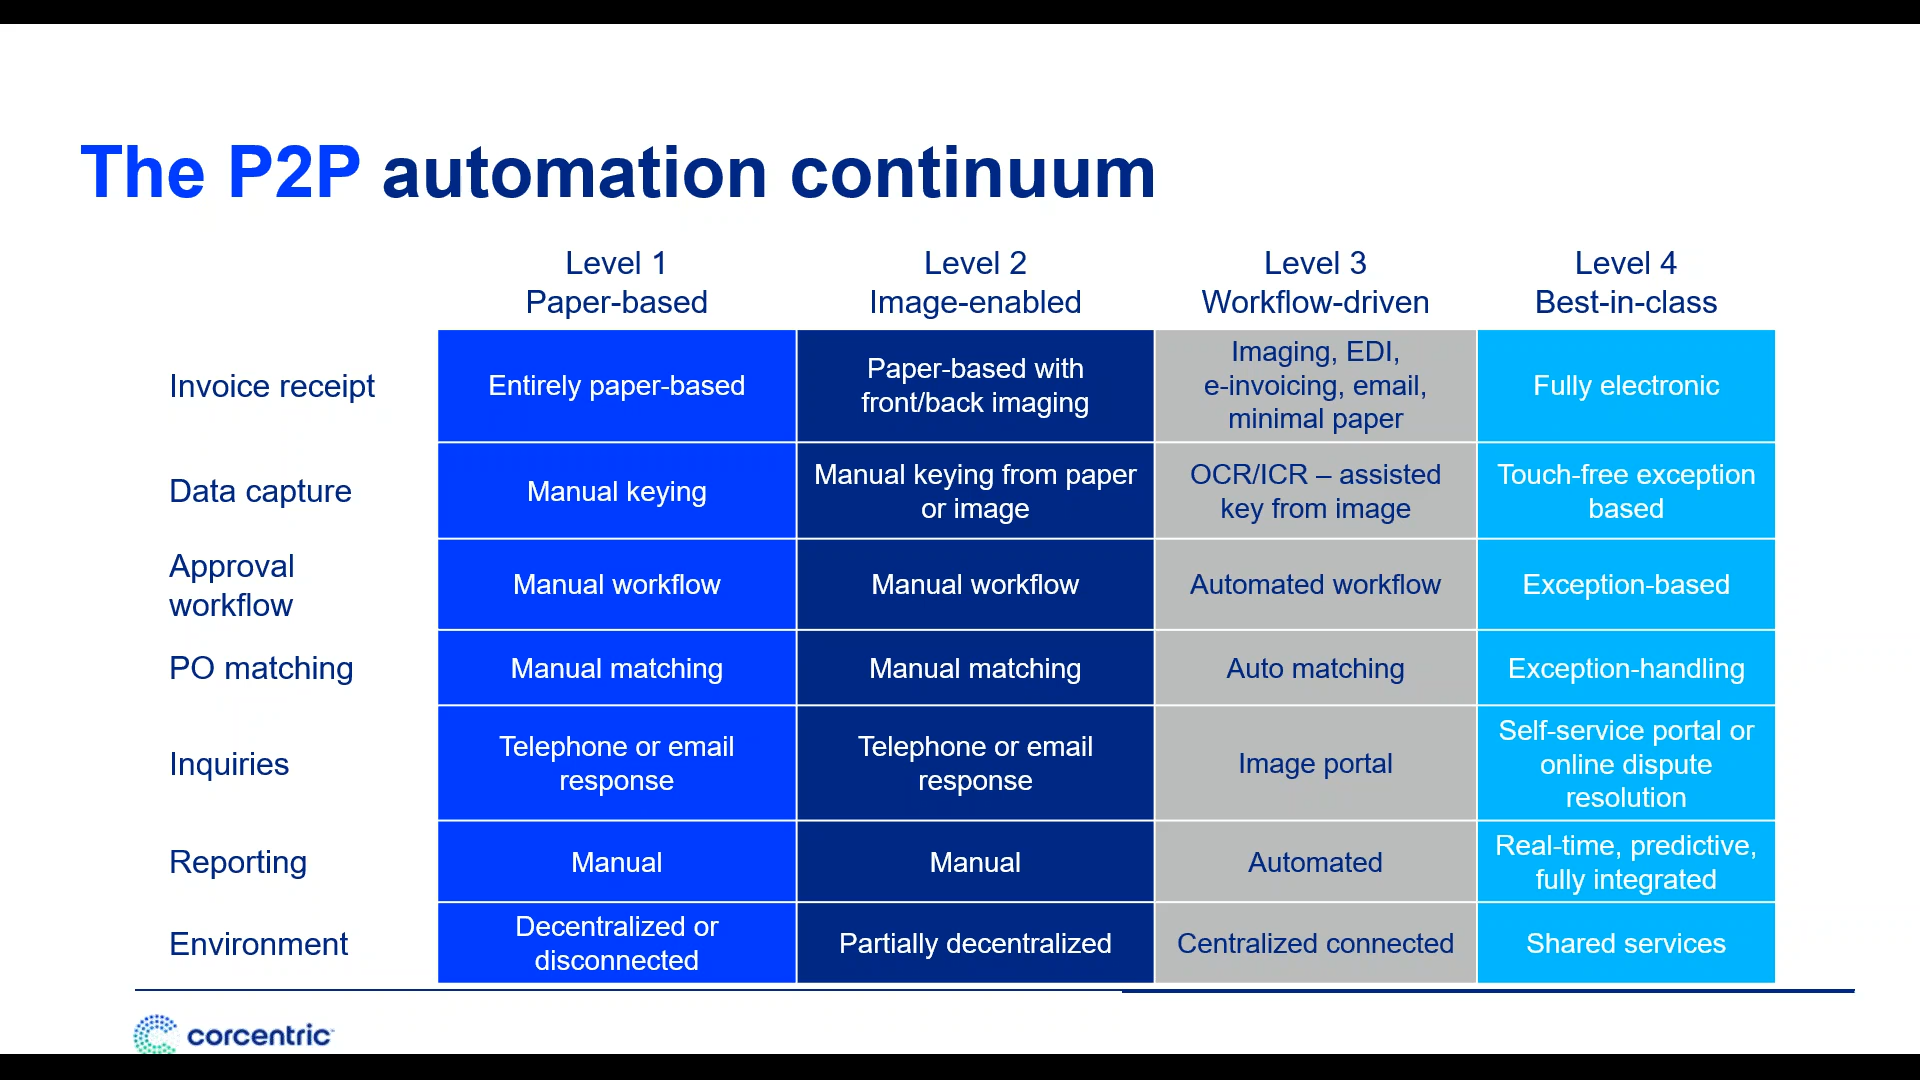 The P2P automation continuum
Level 1
Paper-based
Level 2
Image-enabled
Level 3
Workflow-driven
Level 4
Best-in-class
Invoice receipt
Entirely paper-based
Paper-based with
front/back imaging
Imaging, EDI,
e-invoicing, email,
minimal paper
Fully electronic
Data capture
Manual keying
Manual keying from paper
or image
OCR/ICR – assisted
key from image
Touch-free exception
based
Approval
workflow
Manual workflow
Manual workflow
Automated workflow
Exception-based
PO matching
Manual matching
Manual matching
Auto matching
Exception-handling
Inquiries
Telephone or email
response
Telephone or email
response
Image portal
Self-service portal or
online dispute
resolution
Reporting
Manual
Manual
Automated
Real-time, predictive,
fully integrated
Environment
Decentralized or
disconnected
Partially decentralized
Centralized connected
Shared services
corcentric